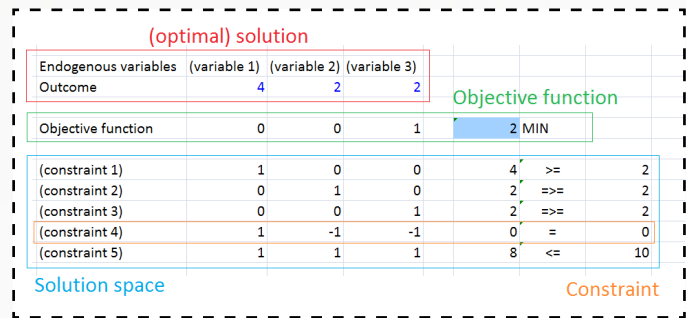 (optimal) solution
Endogenous variables (variable 1) (variable 2) (variable 3)
Outcome 4 2 2
Objective function
Objective function 0 0 1 2 MIN
(constraint 1) 1 0 0 4 >= 2
(constraint 2) 0 1 0 2 =>= 2
(constraint 3) 0 0 1 2 =>= 2
(constraint 4) 1 -1 -1 0 = 0
(constraint 5) 1 1 1 8 <= 10
Solution space
Constraint